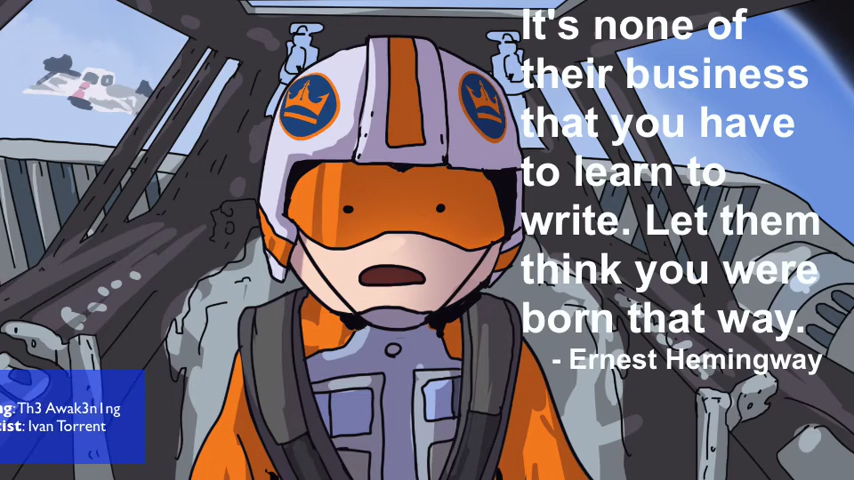 It's none of
their business
that you have
to learn to
write. Let them
think you were
born that way.
- Ernest Hemingway
ng: Th3 Awak3n1ng
tist: Ivan Torrent